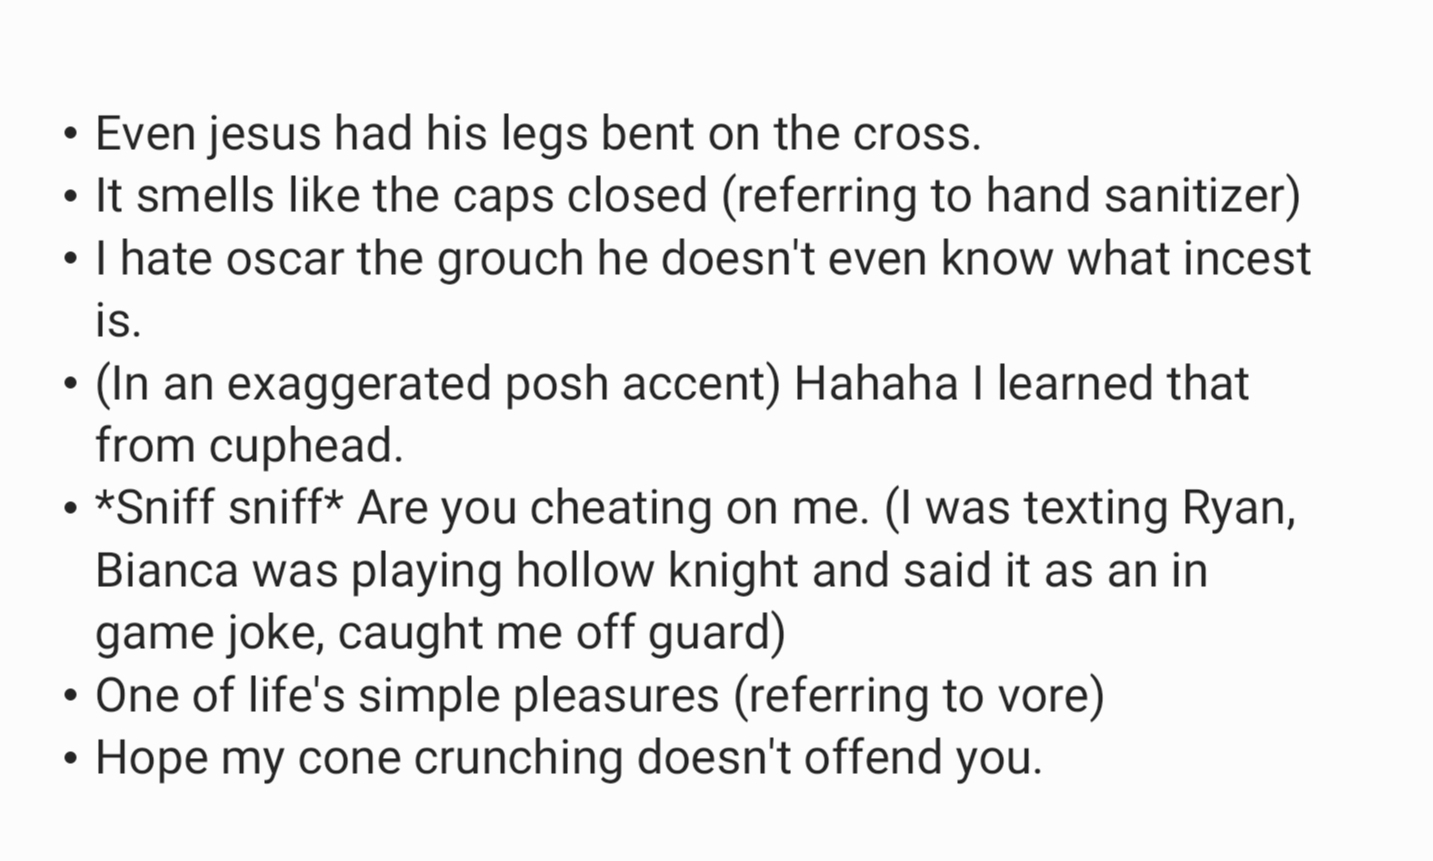 • Even jesus had his legs bent on the cross.
• It smells like the caps closed (referring to hand sanitizer)
• I hate oscar the grouch he doesn't even know what incest
is.
• (In an exaggerated posh accent) Hahaha I learned that
from cuphead.
• *Sniff sniff* Are you cheating on me. (I was texting Ryan,
Bianca was playing hollow knight and said it as an in
game joke, caught me off guard)
• One of life's simple pleasures (referring to vore)
• Hope my cone crunching doesn't offend you.